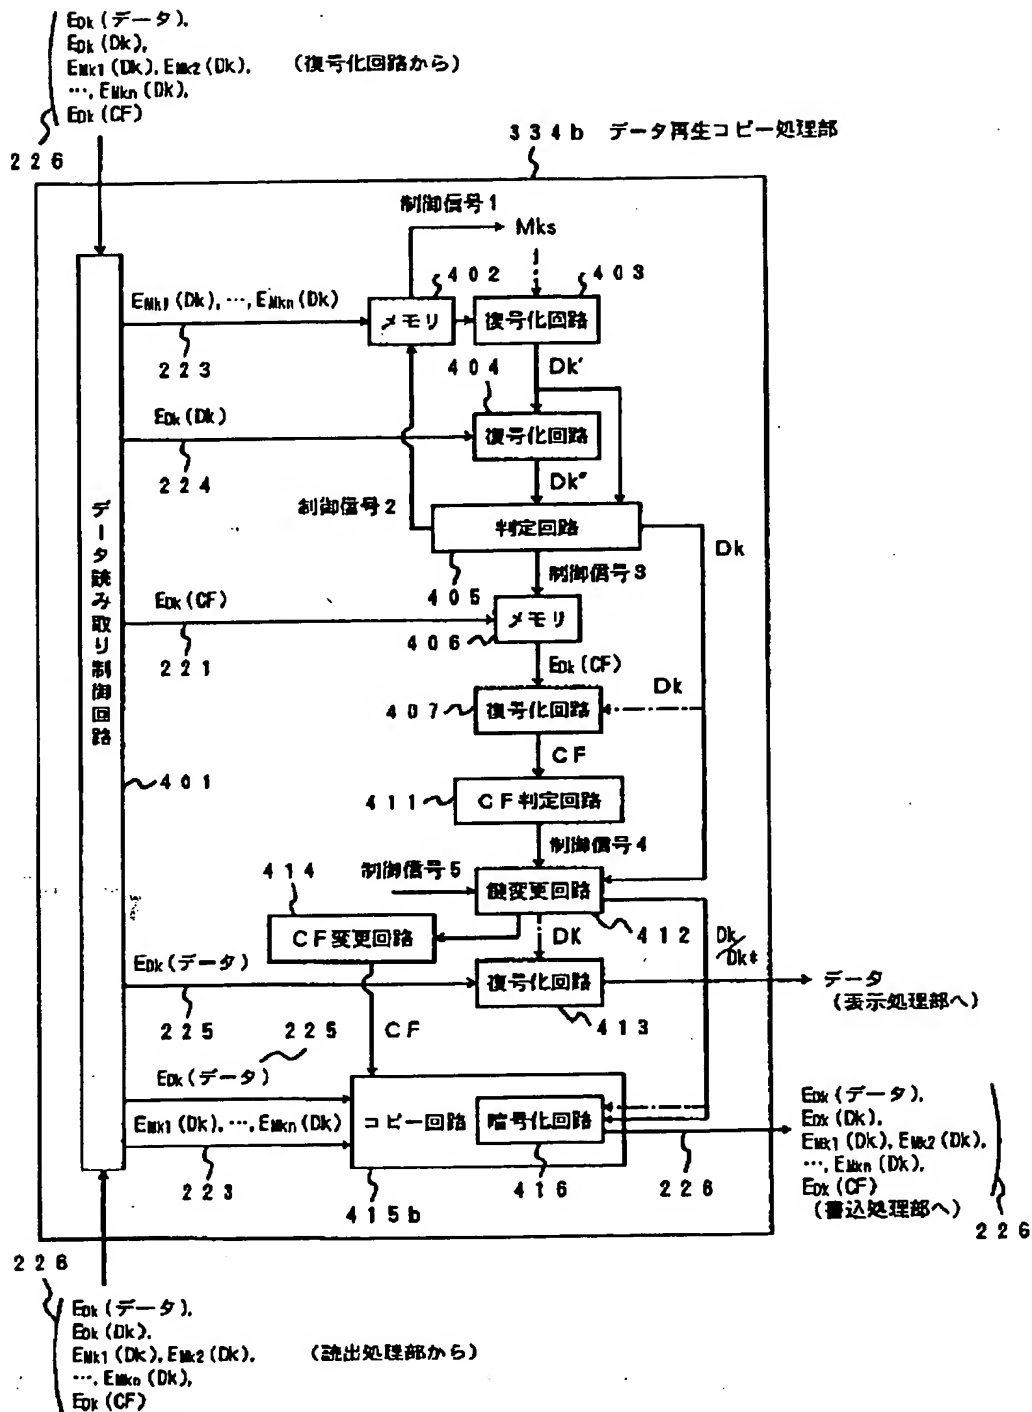 EDk(データ),
EDk(Dk),
EMk1(Dk), EMk2(Dk), (復号化回路から)
…, EMkn(Dk),
EDk(CF)
226
334b データ再生コピー処理部
制御信号1
Mks
402
403
EMk1(Dk), …, EMkn(Dk)
メモリ
復号化回路
223
404
Dk'
EDk(Dk)
復号化回路
224
Dk"
制御信号2
判定回路
Dk
データ読み取り制御回路
405
制御信号3
EDk(CF)
メモリ
221
406
EDk(CF)
Dk
407
復号化回路
CF
401
411
CF判定回路
制御信号4
414
制御信号5
鍵変更回路
CF変更回路
DK
412
Dk/Dk*
EDk(データ)
復号化回路
データ
(表示処理部へ)
225
413
225
CF
EDk(データ)
EMk1(Dk), …, EMkn(Dk)
コピー回路
暗号化回路
EDk(データ),
EDk(Dk),
EMk1(Dk), EMk2(Dk),
…, EMkn(Dk),
EDk(CF)
(書込処理部へ)
223
416
226
415b
226
226
EDk(データ),
EDk(Dk),
EMk1(Dk), EMk2(Dk), (読出処理部から)
…, EMkn(Dk),
EDk(CF)